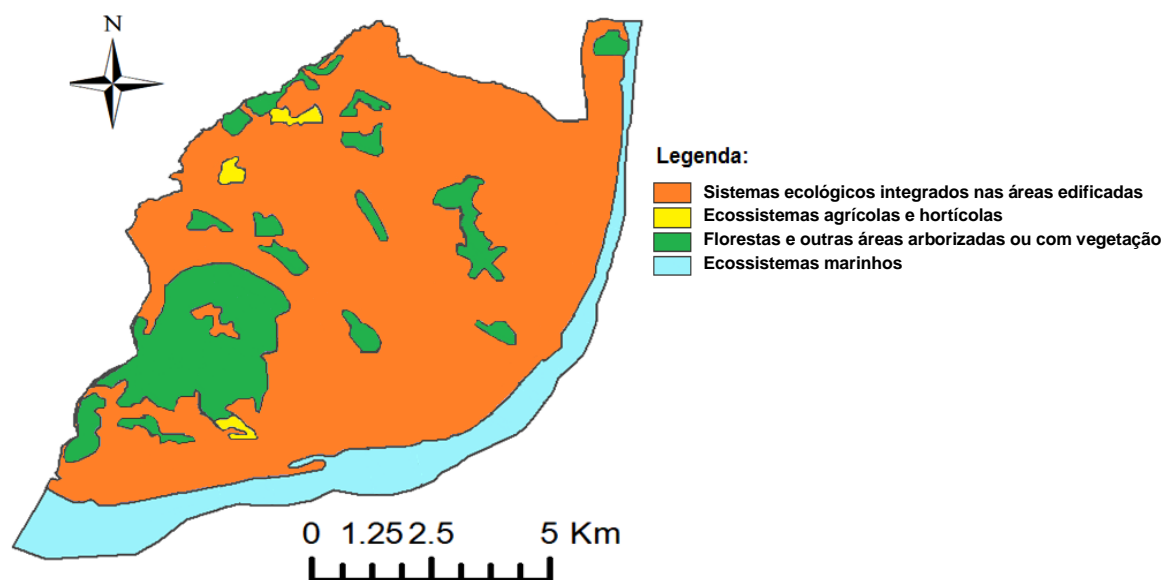 N
Legenda:
Sistemas ecológicos integrados nas áreas edificadas
Ecossistemas agrícolas e hortícolas
Florestas e outras áreas arborizadas ou com vegetação
Ecossistemas marinhos
0 1.25 2.5 5 Km